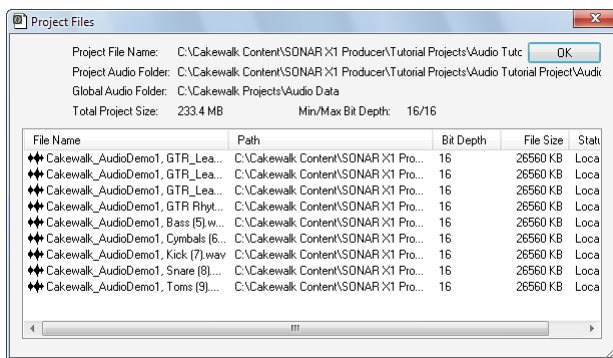 Project Files
Project File Name: C:\Cakewalk Content\SONAR X1 Producer\Tutorial Projects\Audio Tutc OK
Project Audio Folder: C:\Cakewalk Content\SONAR X1 Producer\Tutorial Projects\Audio Tutorial Project\Audio
Global Audio Folder: C:\Cakewalk Projects\Audio Data
Total Project Size: 233.4 MB Min/Max Bit Depth: 16/16
File Name Path Bit Depth File Size Statu
Cakewalk_AudioDemo1, GTR_Lea... C:\Cakewalk Content\SONAR X1 Pro... 16 26560 KB Loca
Cakewalk_AudioDemo1, GTR_Lea... C:\Cakewalk Content\SONAR X1 Pro... 16 26560 KB Loca
Cakewalk_AudioDemo1, GTR_Lea... C:\Cakewalk Content\SONAR X1 Pro... 16 26560 KB Loca
Cakewalk_AudioDemo1, GTR Rhyt... C:\Cakewalk Content\SONAR X1 Pro... 16 26560 KB Loca
Cakewalk_AudioDemo1, Bass (5).w... C:\Cakewalk Content\SONAR X1 Pro... 16 26560 KB Loca
Cakewalk_AudioDemo1, Cymbals (6... C:\Cakewalk Content\SONAR X1 Pro... 16 26560 KB Loca
Cakewalk_AudioDemo1, Kick (7).wav C:\Cakewalk Content\SONAR X1 Pro... 16 26560 KB Loca
Cakewalk_AudioDemo1, Snare (8).... C:\Cakewalk Content\SONAR X1 Pro... 16 26560 KB Loca
Cakewalk_AudioDemo1, Toms (9).... C:\Cakewalk Content\SONAR X1 Pro... 16 26560 KB Loca